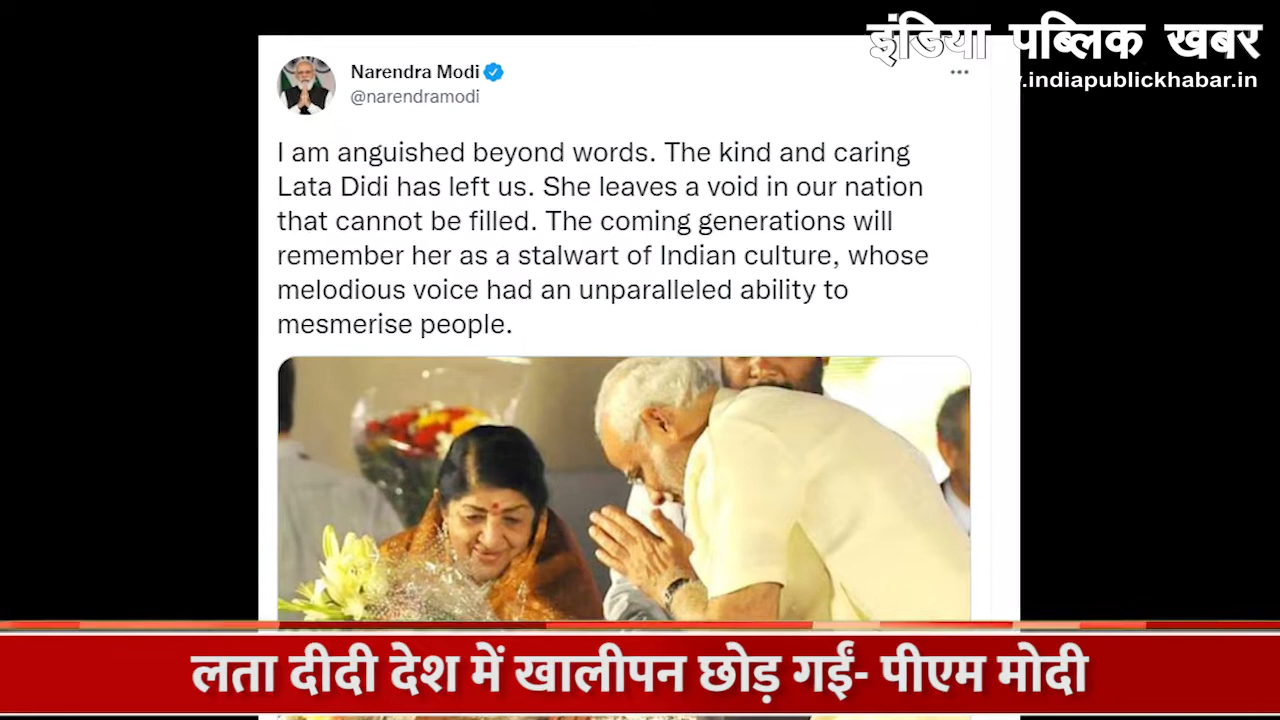 इंडिया पब्लिक खबर
.indiapublickhabar.in
Narendra Modi
@narendramodi
I am anguished beyond words. The kind and caring
Lata Didi has left us. She leaves a void in our nation
that cannot be filled. The coming generations will
remember her as a stalwart of Indian culture, whose
melodious voice had an unparalleled ability to
mesmerise people.
लता दीदी देश में खालीपन छोड़ गईं- पीएम मोदी